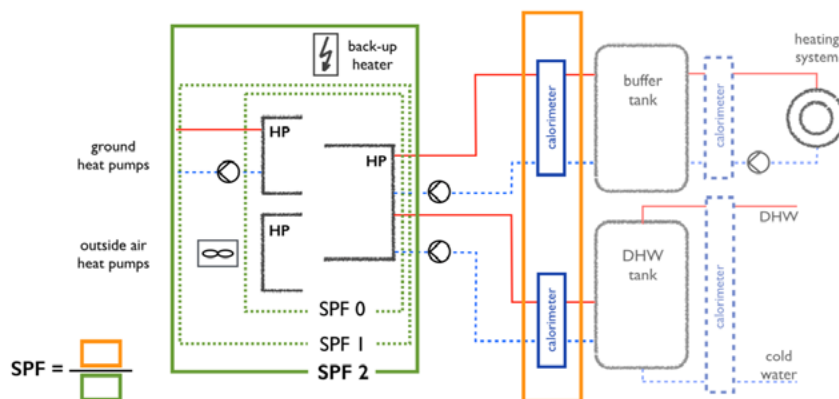 back-up
heater
heating
system
buffer
tank
calorimeter
calorimeter
HP
HP
ground
heat pumps
HP
outside air
heat pumps
DHW
DHW
tank
calorimeter
calorimeter
SPF 0
SPF 1
SPF 2
cold
water
SPF =